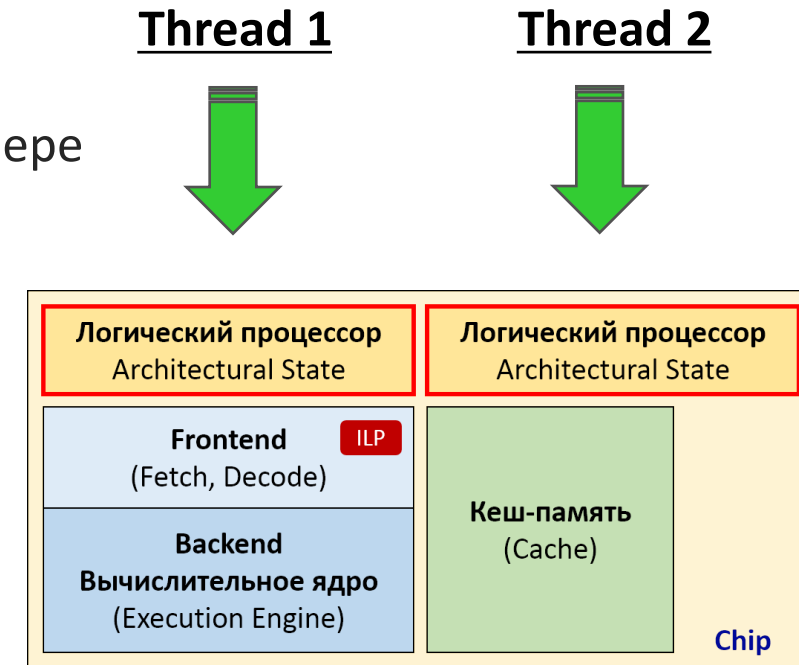 Thread 1
Thread 2
ере
Логический процессор
Architectural State
Логический процессор
Architectural State
Frontend
ILP
(Fetch, Decode)
Backend
Вычислительное ядро
(Execution Engine)
Кеш-память
(Cache)
Chip